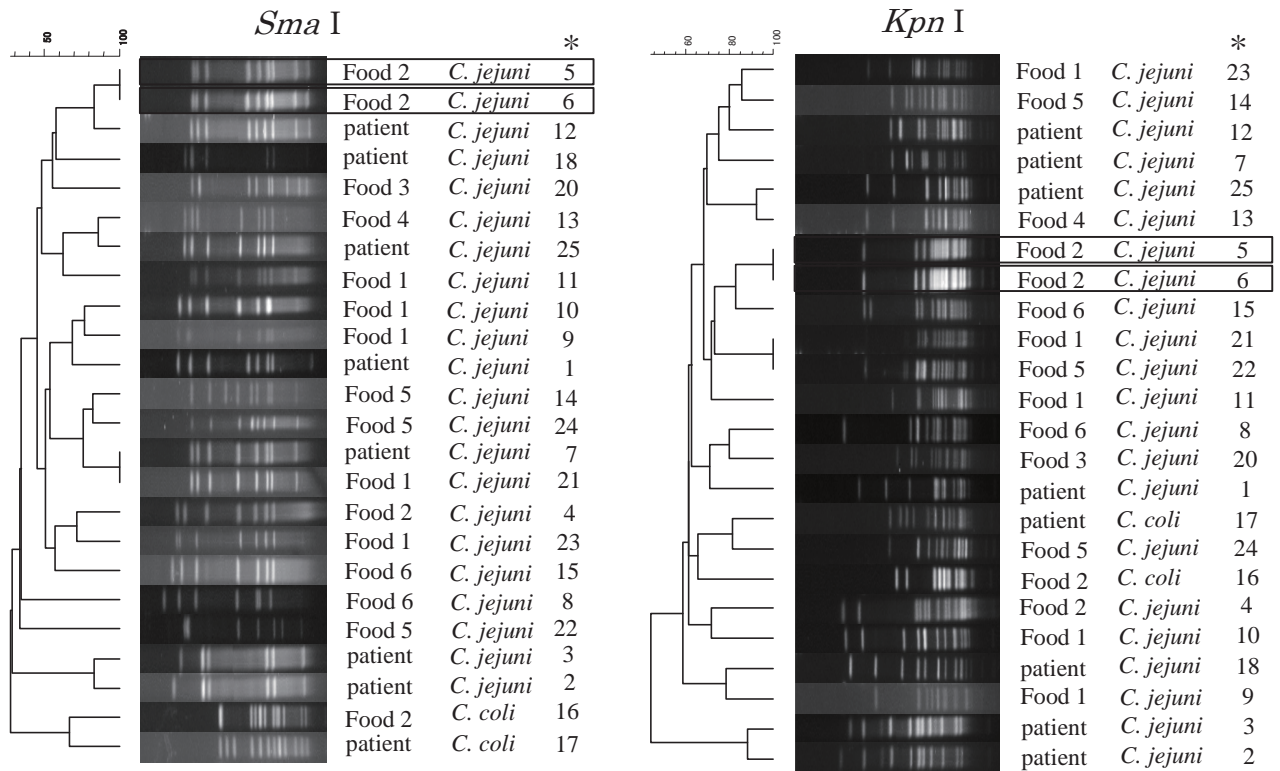 Sma I
50
100
*
Food 2 C. jejuni 5
Food 2 C. jejuni 6
patient C. jejuni 12
patient C. jejuni 18
Food 3 C. jejuni 20
Food 4 C. jejuni 13
patient C. jejuni 25
Food 1 C. jejuni 11
Food 1 C. jejuni 10
Food 1 C. jejuni 9
patient C. jejuni 1
Food 5 C. jejuni 14
Food 5 C. jejuni 24
patient C. jejuni 7
Food 1 C. jejuni 21
Food 2 C. jejuni 4
Food 1 C. jejuni 23
Food 6 C. jejuni 15
Food 6 C. jejuni 8
Food 5 C. jejuni 22
patient C. jejuni 3
patient C. jejuni 2
Food 2 C. coli 16
patient C. coli 17
Kpn I
60
80
100
*
Food 1 C. jejuni 23
Food 5 C. jejuni 14
patient C. jejuni 12
patient C. jejuni 7
patient C. jejuni 25
Food 4 C. jejuni 13
Food 2 C. jejuni 5
Food 2 C. jejuni 6
Food 6 C. jejuni 15
Food 1 C. jejuni 21
Food 5 C. jejuni 22
Food 1 C. jejuni 11
Food 6 C. jejuni 8
Food 3 C. jejuni 20
patient C. jejuni 1
patient C. coli 17
Food 5 C. jejuni 24
Food 2 C. coli 16
Food 2 C. jejuni 4
Food 1 C. jejuni 10
patient C. jejuni 18
Food 1 C. jejuni 9
patient C. jejuni 3
patient C. jejuni 2